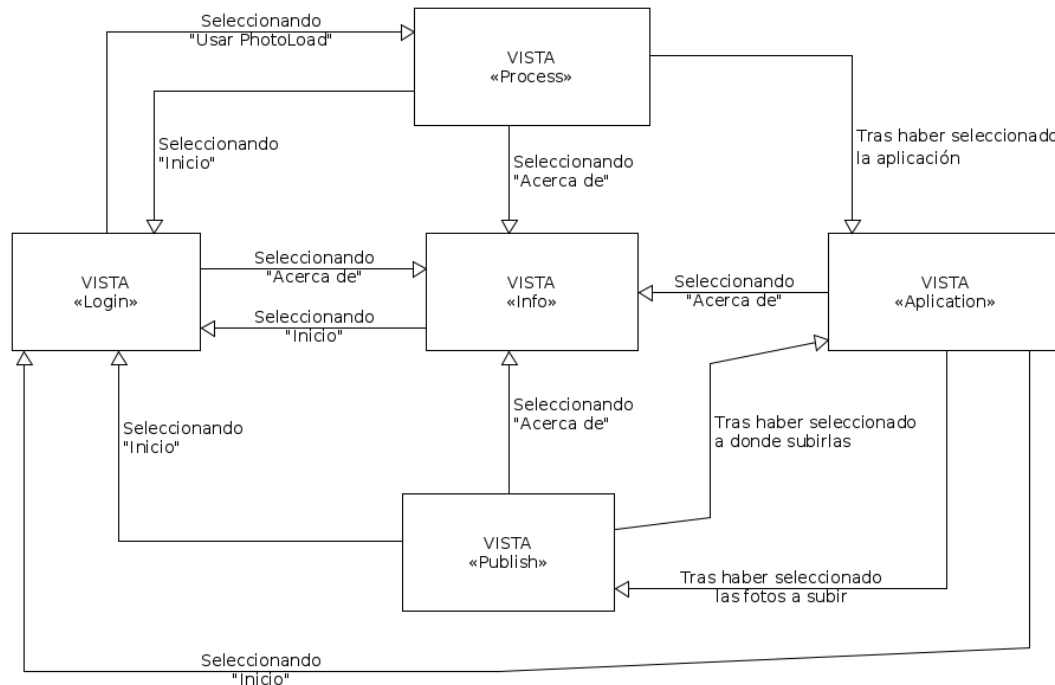 Seleccionando
"Usar PhotoLoad"
VISTA
«Process»
Seleccionando
"Inicio"
Seleccionando
"Acerca de"
Tras haber seleccionado
la aplicación
VISTA
«Login»
Seleccionando
"Acerca de"
Seleccionando
"Inicio"
VISTA
«Info»
Seleccionando
"Acerca de"
VISTA
«Aplication»
Seleccionando
"Inicio"
Seleccionando
"Acerca de"
Tras haber seleccionado
a donde subirlas
VISTA
«Publish»
Tras haber seleccionado
las fotos a subir
Seleccionando
"Inicio"